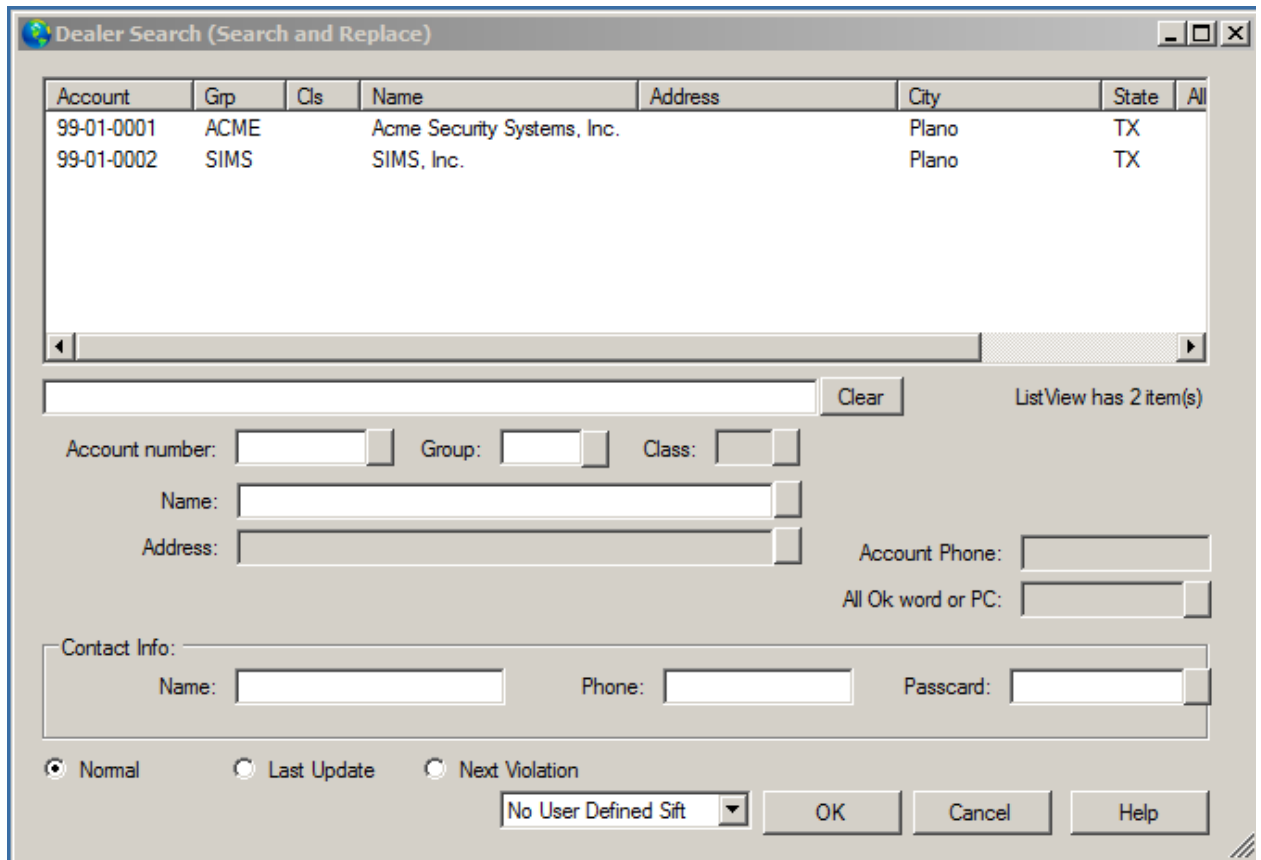 Dealer Search (Search and Replace)
Account Grp Cls Name Address City State All
99-01-0001 ACME Acme Security Systems, Inc. Plano TX
99-01-0002 SIMS SIMS, Inc. Plano TX
Clear ListView has 2 item(s)
Account number: Group: Class:
Name:
Address:
Account Phone:
All Ok word or PC:
Contact Info:
Name: Phone: Passcard:
Normal Last Update Next Violation
No User Defined Sift OK Cancel Help